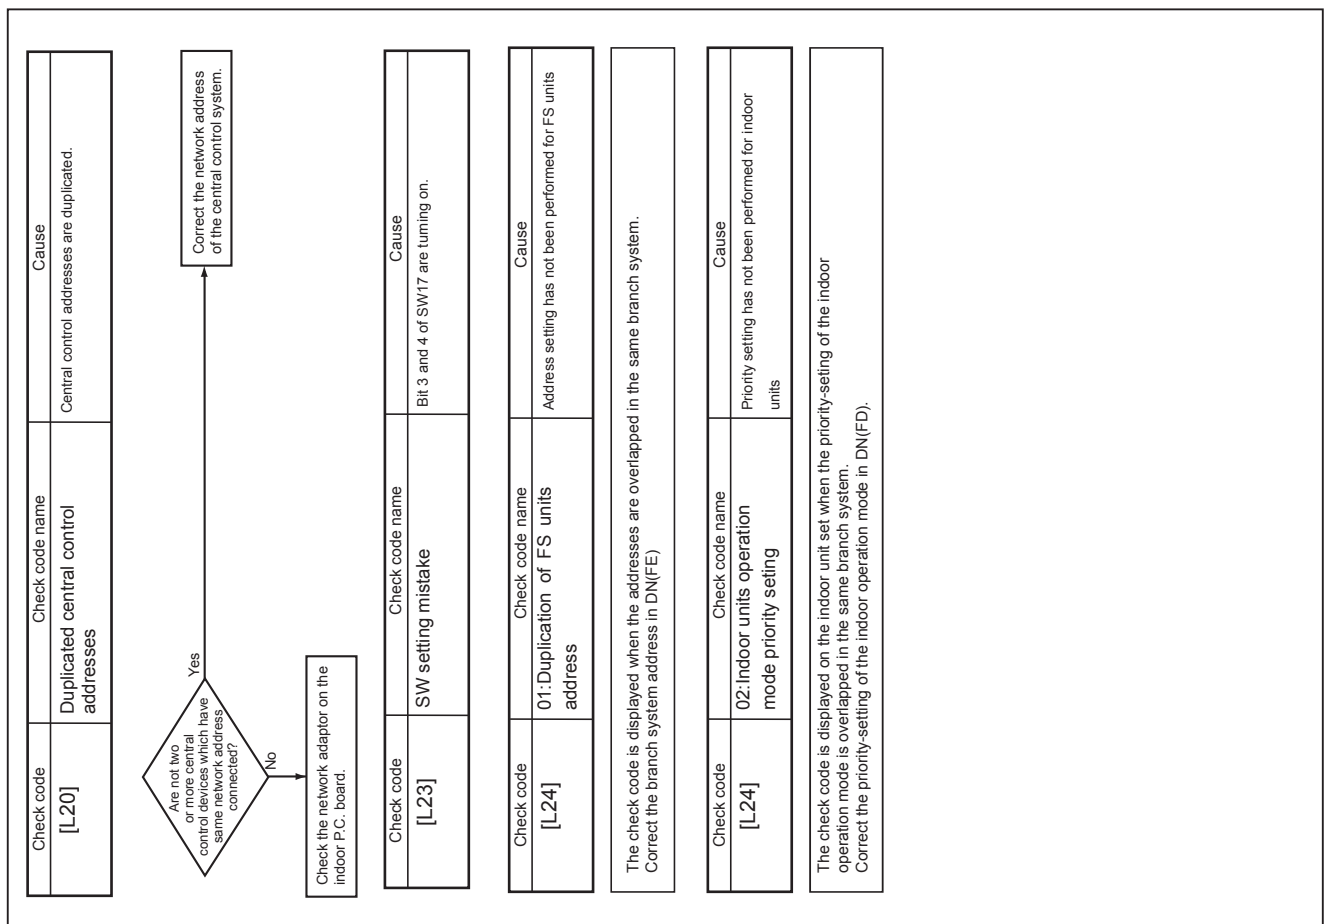 Check code
Check code name
Cause
[L20]
Duplicated central control
addresses
Central control addresses are duplicated.
Are not two
or more central
control devices which have
same network address
connected?
Yes
Correct the network address
of the central control system.
No
Check the network adaptor on the
indoor P.C. board.
Check code
Check code name
Cause
[L23]
SW setting mistake
Bit 3 and 4 of SW17 are turning on.
Check code
Check code name
Cause
[L24]
01:Duplication of FS units
address
Address setting has not been performed for FS units
The check code is displayed when the addresses are overlapped in the same branch system.
Correct the branch system address in DN(FE)
Check code
Check code name
Cause
[L24]
02:Indoor units operation
mode priority seting
Priority setting has not been performed for indoor
units
The check code is displayed on the indoor unit set when the priority-seting of the indoor
operation mode is overlapped in the same branch system.
Correct the priority-setting of the indoor operation mode in DN(FD).